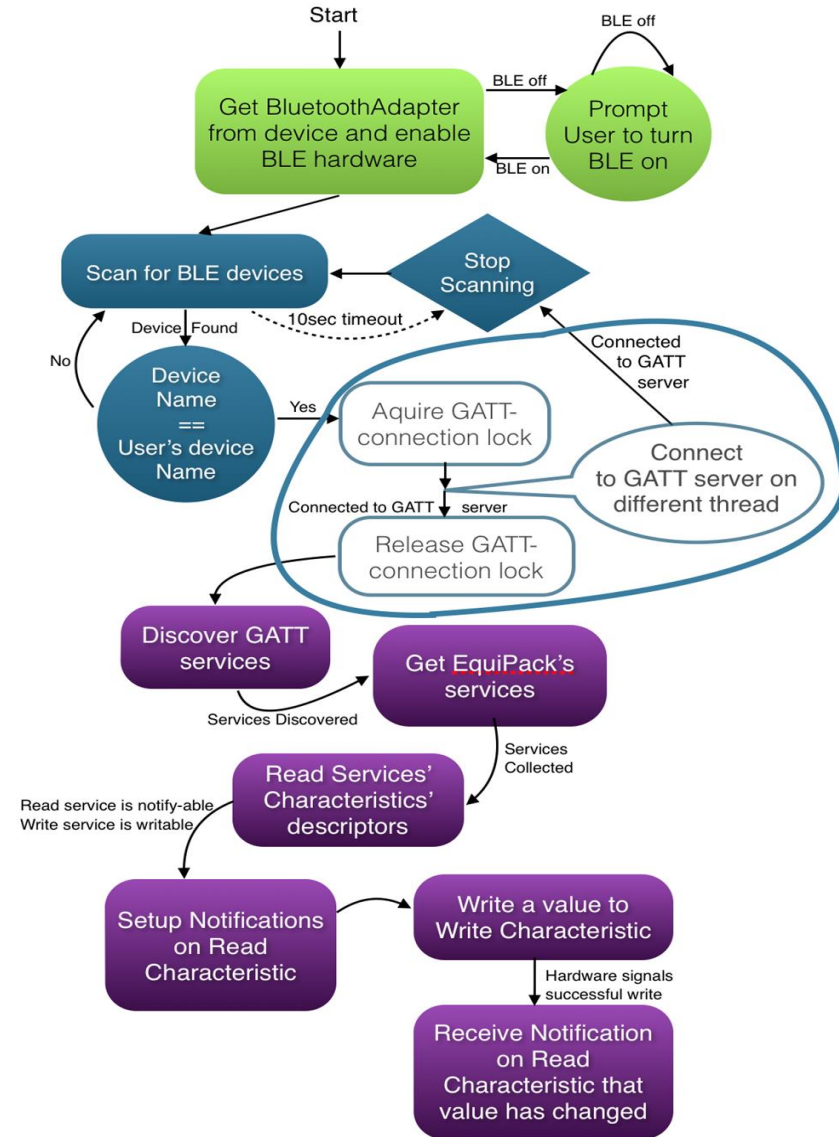 Start
BLE off
Get BluetoothAdapter
from device and enable
BLE hardware
BLE off
BLE on
Prompt
User to turn
BLE on
Scan for BLE devices
Stop
Scanning
10sec timeout
Device Found
No
Device
Name
==
User's device
Name
Yes
Connected
to GATT
server
Aquire GATT-
connection lock
Connect
to GATT server on
different thread
Connected to GATT server
Release GATT-
connection lock
Discover GATT
services
Services Discovered
Get EquiPack's
services
Services
Collected
Read Services'
Characteristics'
descriptors
Read service is notify-able
Write service is writable
Setup Notifications
on Read
Characteristic
Write a value to
Write Characteristic
Hardware signals
successful write
Receive Notification
on Read
Characteristic that
value has changed